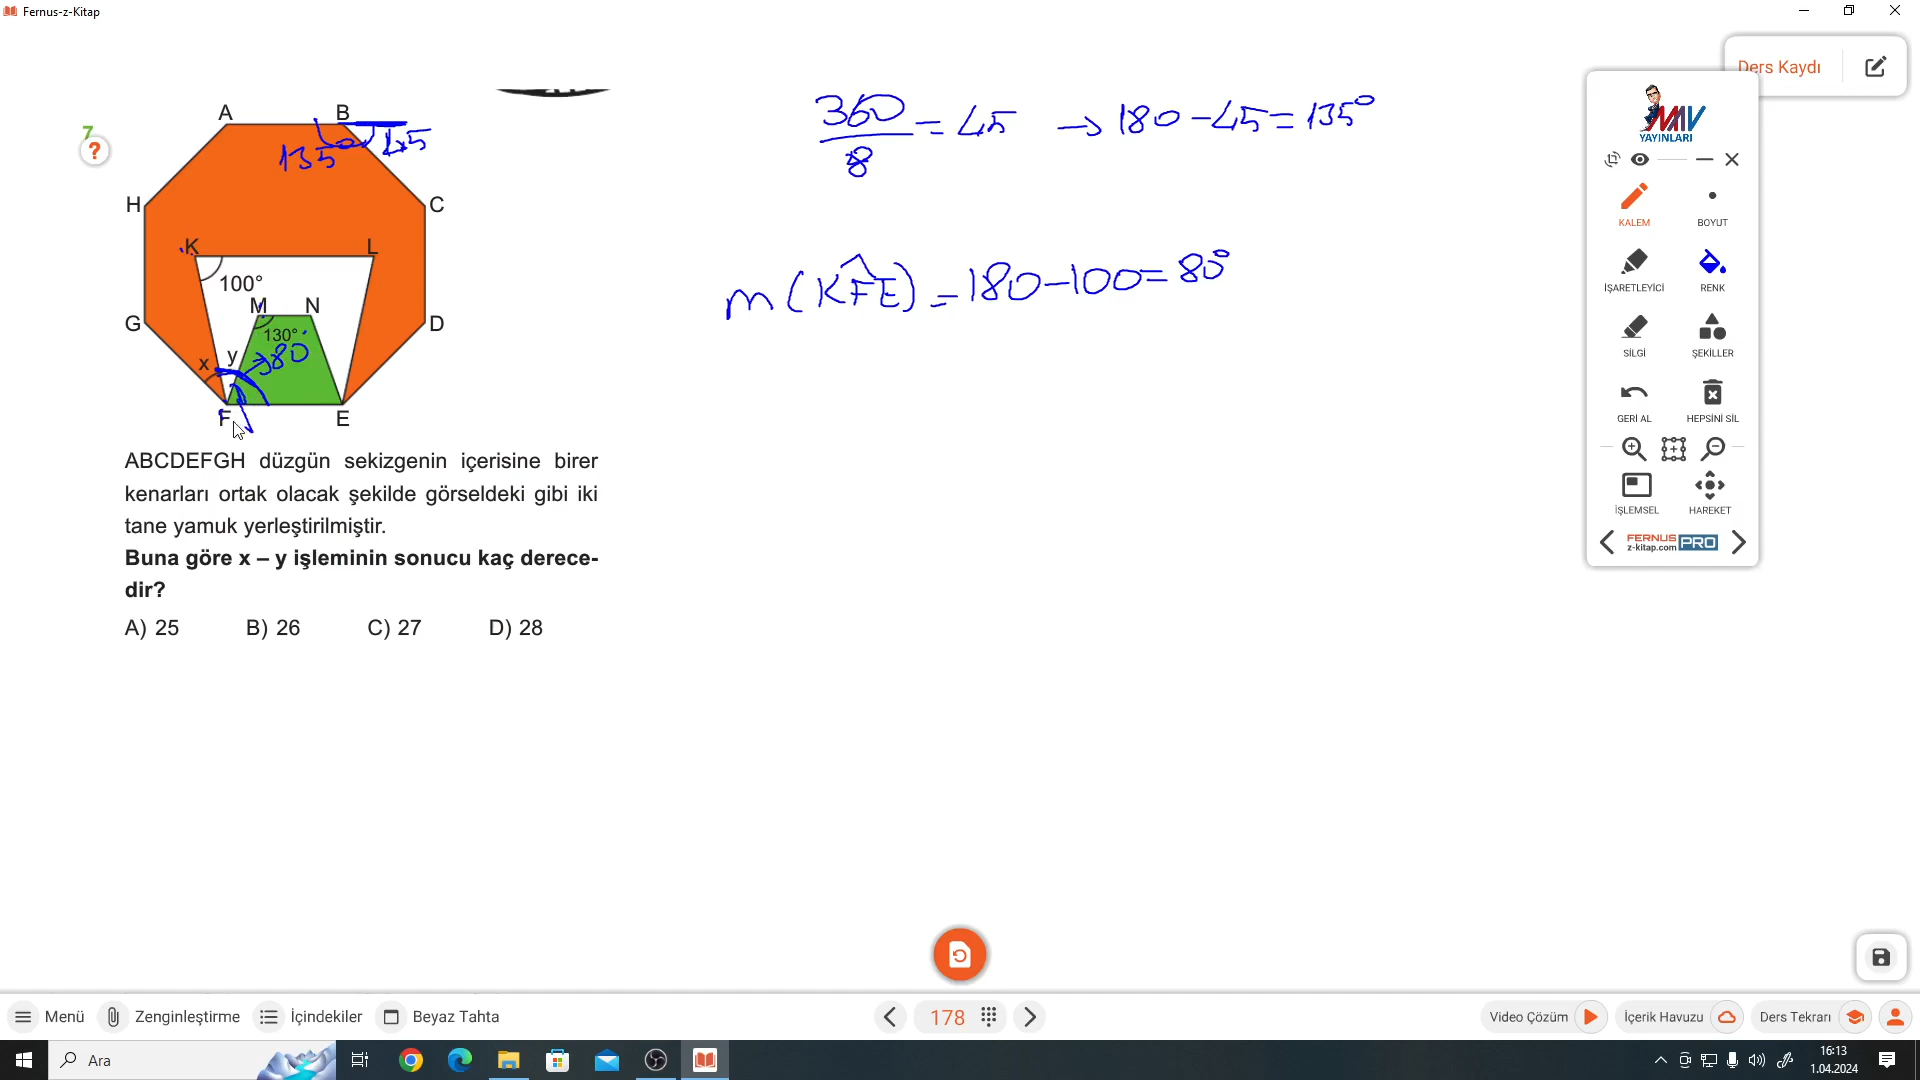 Fernus-z-Kitap
Ders Kaydı
MMV
YAYINLARI
KALEM
BOYUT
İŞARETLEYİCİ
RENK
SİLGİ
ŞEKİLLER
GERİ AL
HEPSİNİ SİL
İŞLEMSEL
HAREKET
FERNUS
z-kitap.com PRO
7
?
A B
H C
K L
100°
M N
130°
G D
x y
F E
135 45
80
360/8 = 45 → 180 - 45 = 135°
m(KFE) = 180 - 100 = 80°
ABCDEFGH düzgün sekizgenin içerisine birer
kenarları ortak olacak şekilde görseldeki gibi iki
tane yamuk yerleştirilmiştir.
Buna göre x – y işleminin sonucu kaç derece-
dir?
A) 25 B) 26 C) 27 D) 28
Menü Zenginleştirme İçindekiler Beyaz Tahta 178 Video Çözüm İçerik Havuzu Ders Tekrarı
Ara
16:13
1.04.2024